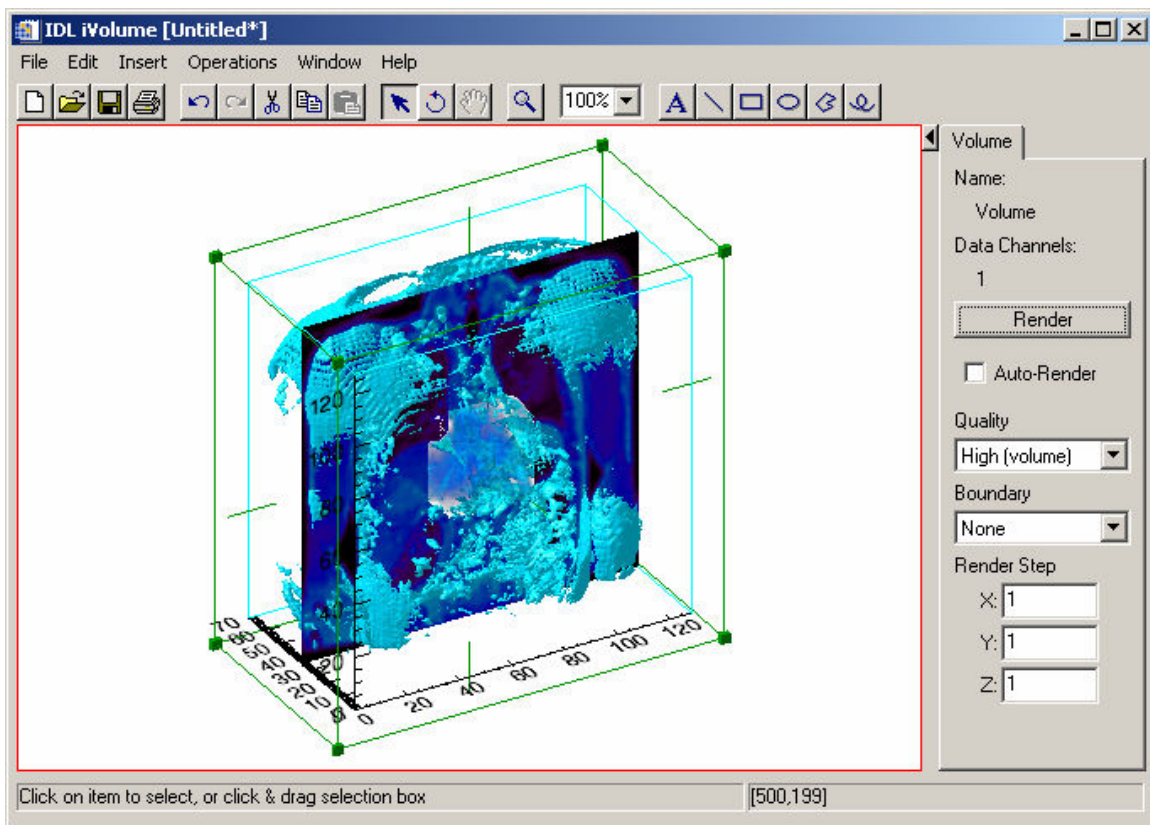 IDL iVolume [Untitled*]
File Edit Insert Operations Window Help
100% A
Volume
Name:
Volume
Data Channels:
1
Render
Auto-Render
Quality
High (volume)
Boundary
None
Render Step
X: 1
Y: 1
Z: 1
120
100
80
60
40
20
0
70 60 50 40 30 20 10 0
0 20 40 60 80 100 120
Click on item to select, or click & drag selection box
[500,199]